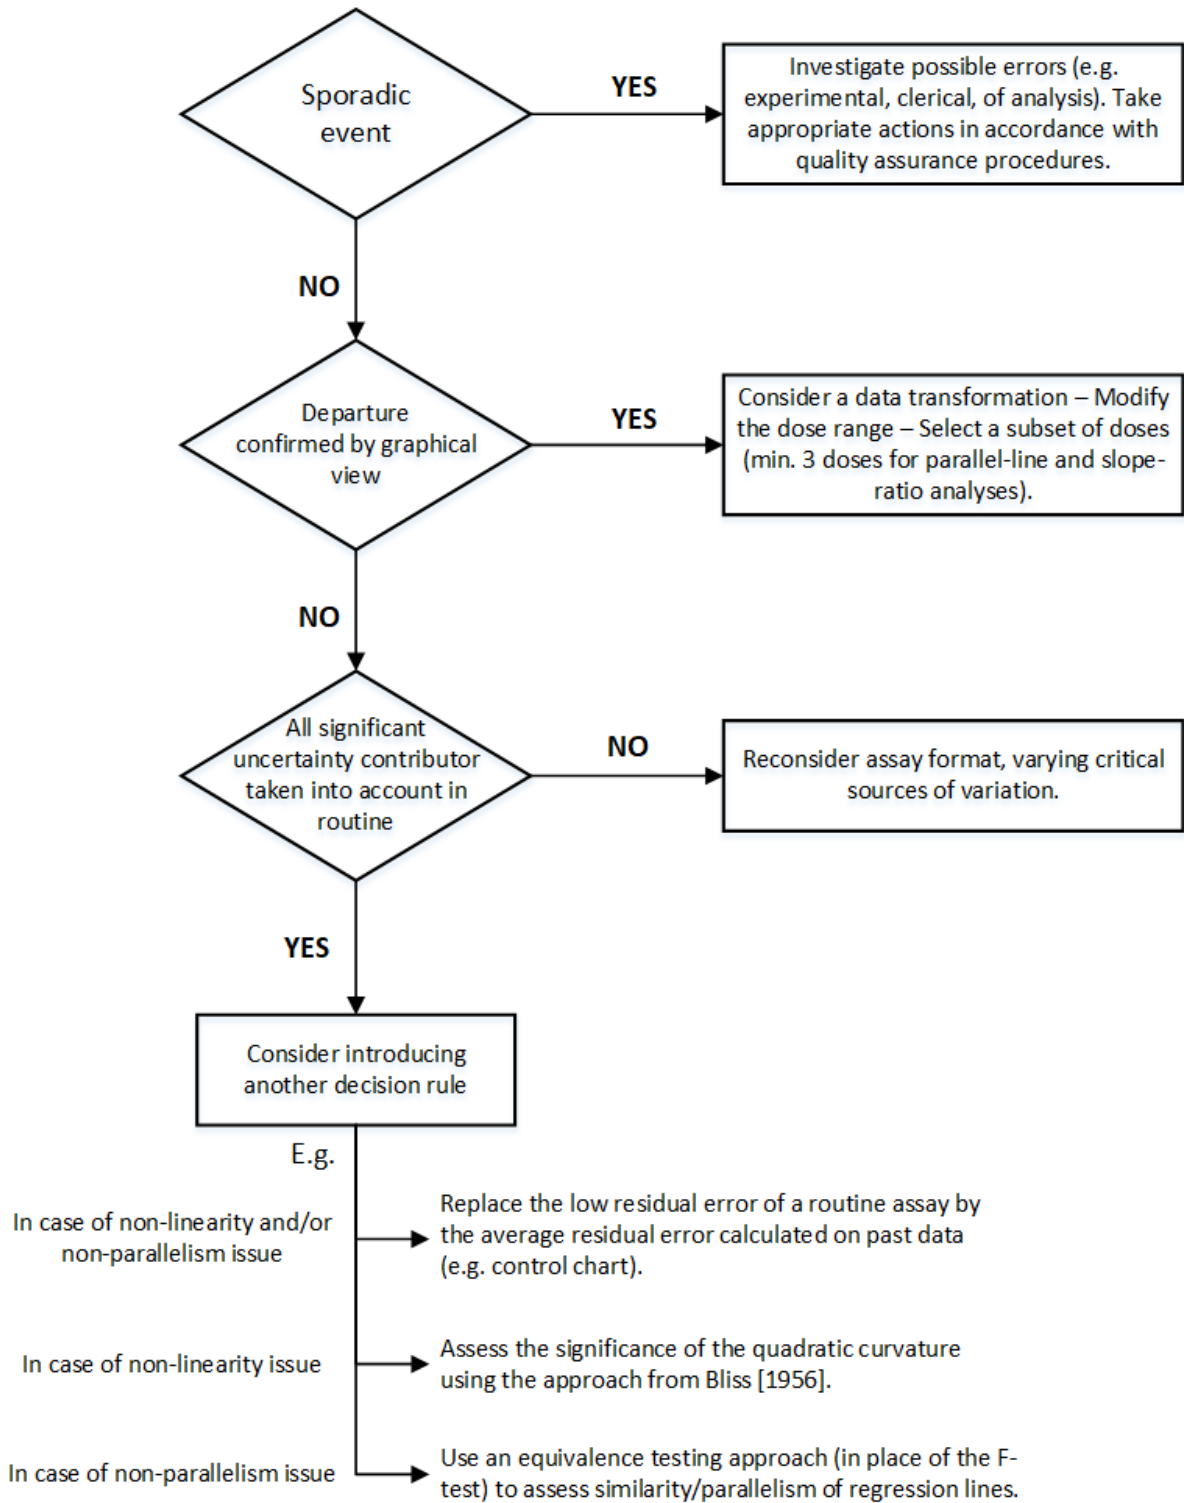 Sporadic
event
YES
Investigate possible errors (e.g.
experimental, clerical, of analysis). Take
appropriate actions in accordance with
quality assurance procedures.
NO
Departure
confirmed by graphical
view
YES
Consider a data transformation – Modify
the dose range – Select a subset of doses
(min. 3 doses for parallel-line and slope-
ratio analyses).
NO
All significant
uncertainty contributor
taken into account in
routine
NO
Reconsider assay format, varying critical
sources of variation.
YES
Consider introducing
another decision rule
E.g.
In case of non-linearity and/or
non-parallelism issue
Replace the low residual error of a routine assay by
the average residual error calculated on past data
(e.g. control chart).
In case of non-linearity issue
Assess the significance of the quadratic curvature
using the approach from Bliss [1956].
In case of non-parallelism issue
Use an equivalence testing approach (in place of the F-
test) to assess similarity/parallelism of regression lines.